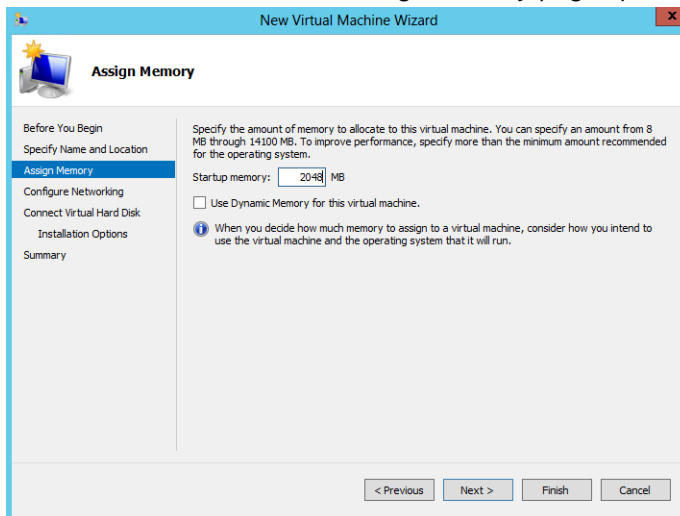 New Virtual Machine Wizard
x
Assign Memory
Before You Begin
Specify Name and Location
Assign Memory
Configure Networking
Connect Virtual Hard Disk
Installation Options
Summary
Specify the amount of memory to allocate to this virtual machine. You can specify an amount from 8
MB through 14100 MB. To improve performance, specify more than the minimum amount recommended
for the operating system.
Startup memory: 2048 MB
Use Dynamic Memory for this virtual machine.
When you decide how much memory to assign to a virtual machine, consider how you intend to
use the virtual machine and the operating system that it will run.
< Previous Next > Finish Cancel